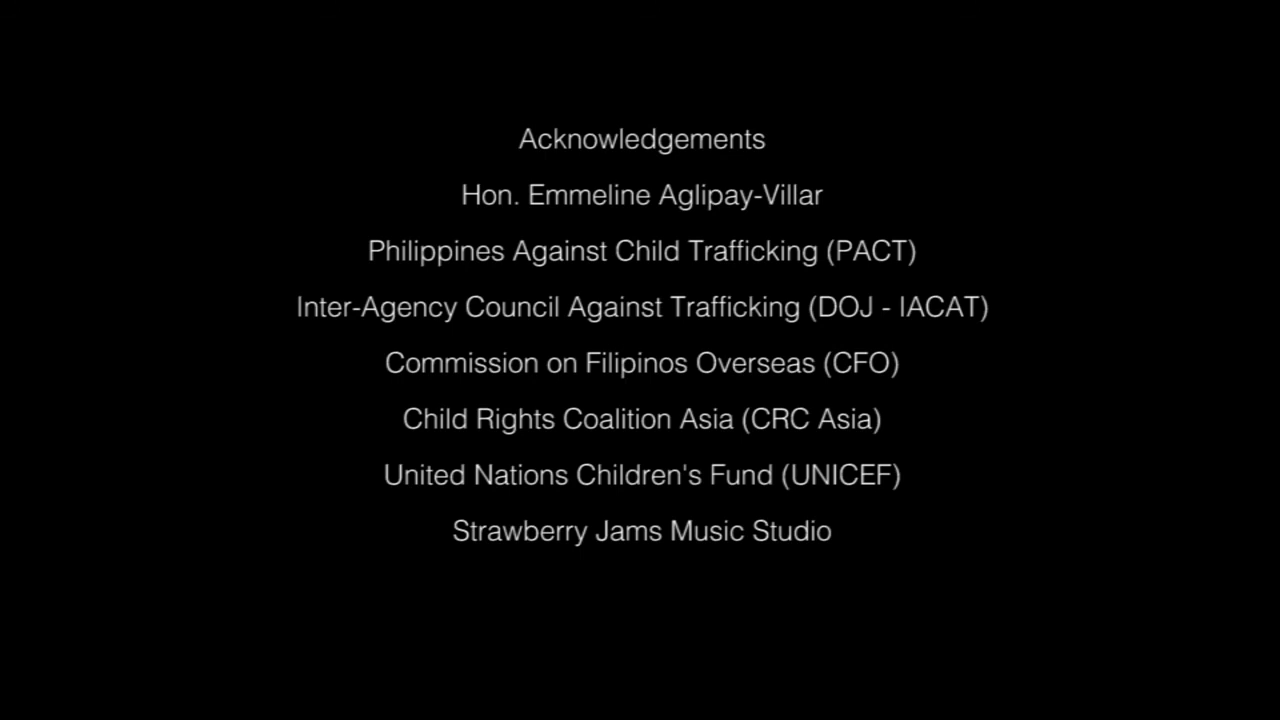 Acknowledgements
Hon. Emmeline Aglipay-Villar
Philippines Against Child Trafficking (PACT)
Inter-Agency Council Against Trafficking (DOJ - IACAT)
Commission on Filipinos Overseas (CFO)
Child Rights Coalition Asia (CRC Asia)
United Nations Children's Fund (UNICEF)
Strawberry Jams Music Studio